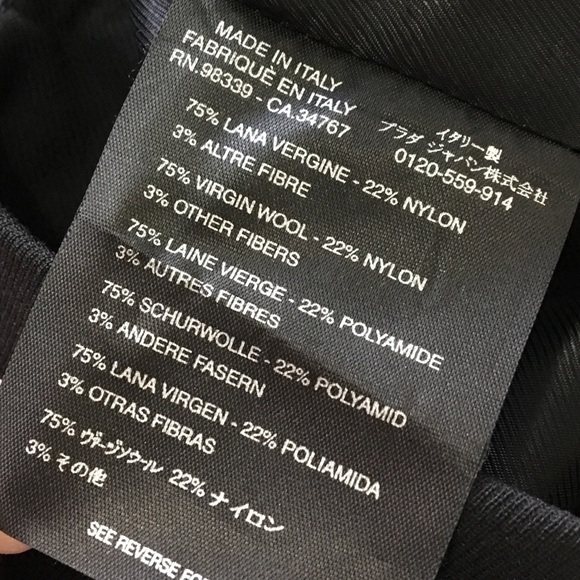 MADE IN ITALY
FABRIQUÉ EN ITALY
RN.98339 - CA.34767
イタリー製
プラダ ジャパン株式会社
0120-559-914
75% LANA VERGINE - 22% NYLON
3% ALTRE FIBRE
75% VIRGIN WOOL - 22% NYLON
3% OTHER FIBERS
75% LAINE VIERGE - 22% POLYAMIDE
3% AUTRES FIBRES
75% SCHURWOLLE - 22% POLYAMID
3% ANDERE FASERN
75% LANA VIRGEN - 22% POLIAMIDA
3% OTRAS FIBRAS
75% ヴァージンウール 22% ナイロン
3% その他
SEE REVERSE FOR